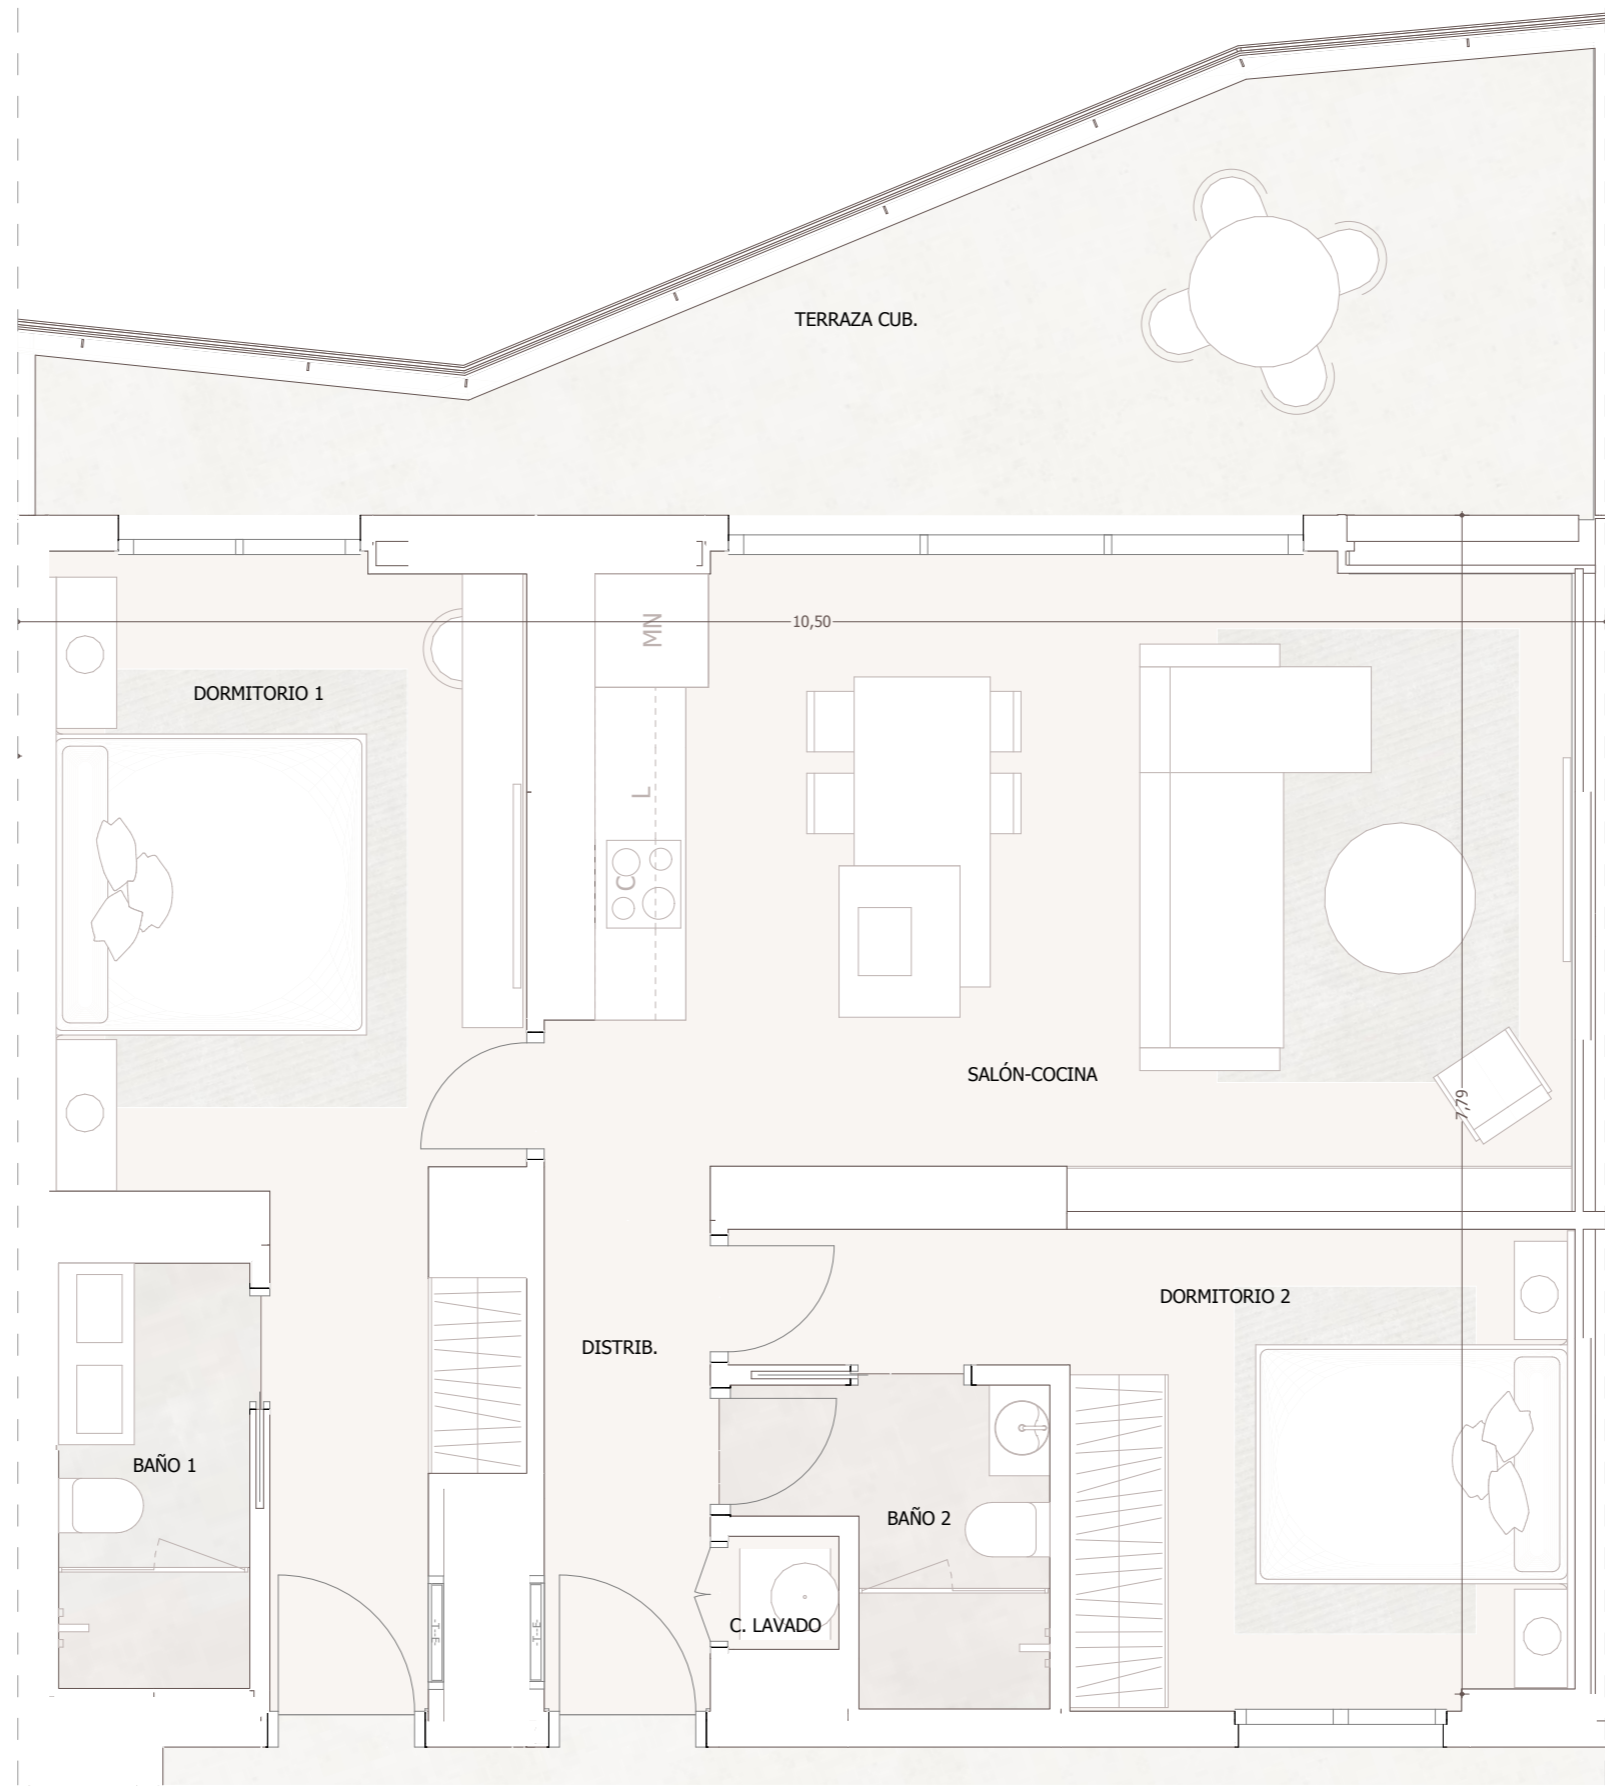 TERRAZA CUB.
10,50
MN
DORMITORIO 1
L
C
SALÓN-COCINA
7,79
DORMITORIO 2
DISTRIB.
BAÑO 1
BAÑO 2
C. LAVADO